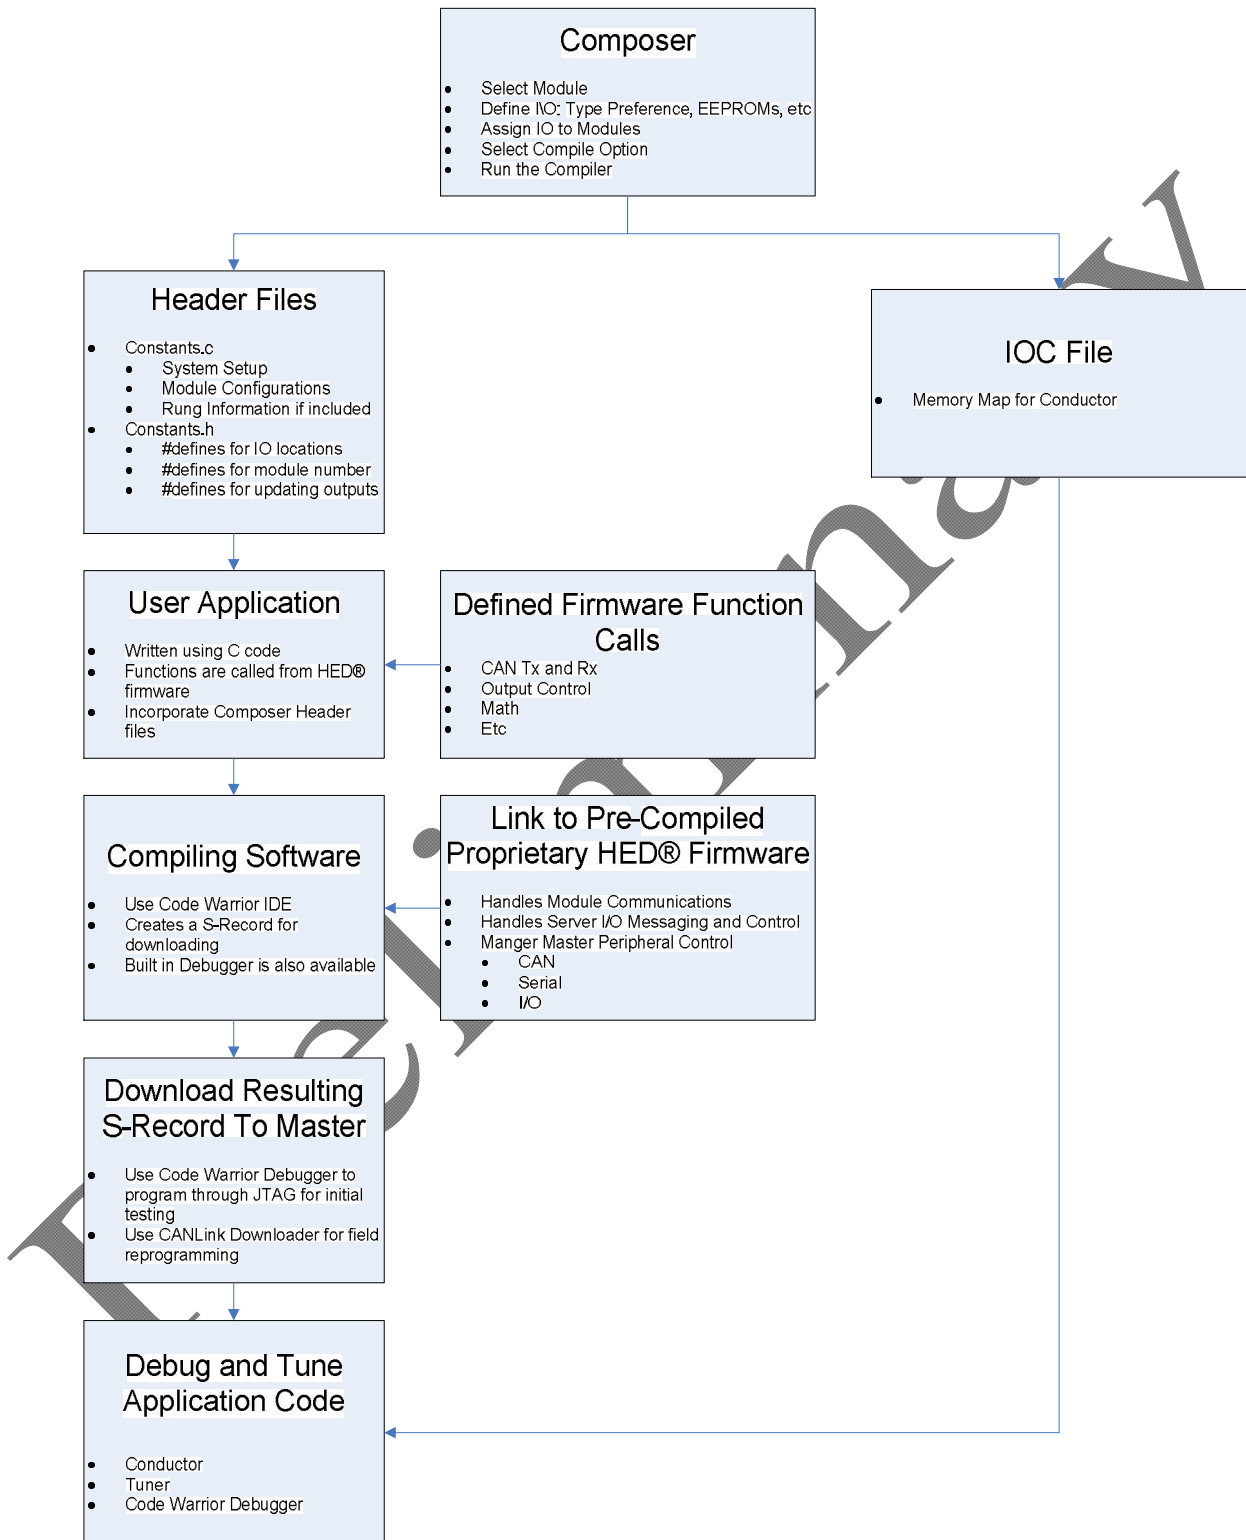 Composer
Select Module
Define I\O: Type Preference, EEPROMs, etc
Assign IO to Modules
Select Compile Option
Run the Compiler
Header Files
Constants.c
System Setup
Module Configurations
Rung Information if included
Constants.h
#defines for IO locations
#defines for module number
#defines for updating outputs
IOC File
Memory Map for Conductor
User Application
Written using C code
Functions are called from HED®
firmware
Incorporate Composer Header
files
Defined Firmware Function
Calls
CAN Tx and Rx
Output Control
Math
Etc
Compiling Software
Use Code Warrior IDE
Creates a S-Record for
downloading
Built in Debugger is also available
Link to Pre-Compiled
Proprietary HED® Firmware
Handles Module Communications
Handles Server I/O Messaging and Control
Manger Master Peripheral Control
CAN
Serial
I/O
Download Resulting
S-Record To Master
Use Code Warrior Debugger to
program through JTAG for initial
testing
Use CANLink Downloader for field
reprogramming
Debug and Tune
Application Code
Conductor
Tuner
Code Warrior Debugger
Preliminary